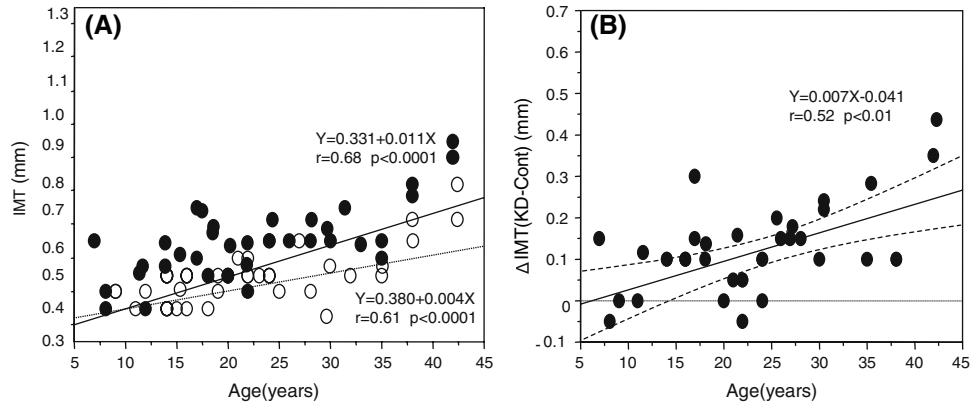 (A)
1.3
1.2
1.1
1.0
0.9
0.8
0.7
0.6
0.5
0.4
0.3
IMT (mm)
Y=0.331+0.011X
r=0.68 p<0.0001
Y=0.380+0.004X
r=0.61 p<0.0001
5 10 15 20 25 30 35 40 45
Age(years)
(B)
0.7
0.6
0.5
0.4
0.3
0.2
0.1
0
-0.1
Δ IMT(KD-Cont) (mm)
Y=0.007X-0.041
r=0.52 p<0.01
5 10 15 20 25 30 35 40 45
Age(years)